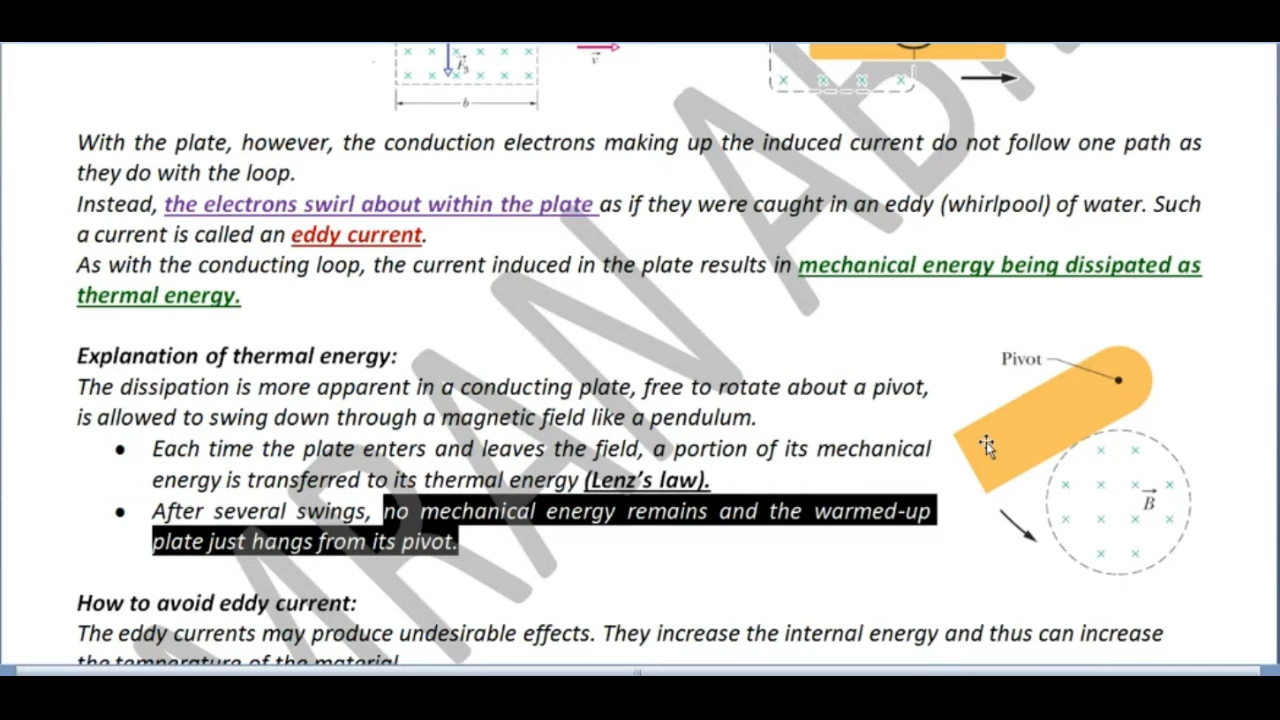 F3
v
b
With the plate, however, the conduction electrons making up the induced current do not follow one path as
they do with the loop.
Instead, the electrons swirl about within the plate as if they were caught in an eddy (whirlpool) of water. Such
a current is called an eddy current.
As with the conducting loop, the current induced in the plate results in mechanical energy being dissipated as
thermal energy.
Explanation of thermal energy:
The dissipation is more apparent in a conducting plate, free to rotate about a pivot,
is allowed to swing down through a magnetic field like a pendulum.
• Each time the plate enters and leaves the field, a portion of its mechanical
energy is transferred to its thermal energy (Lenz's law).
• After several swings, no mechanical energy remains and the warmed-up
plate just hangs from its pivot.
Pivot
B
How to avoid eddy current:
The eddy currents may produce undesirable effects. They increase the internal energy and thus can increase
the temperature of the material.